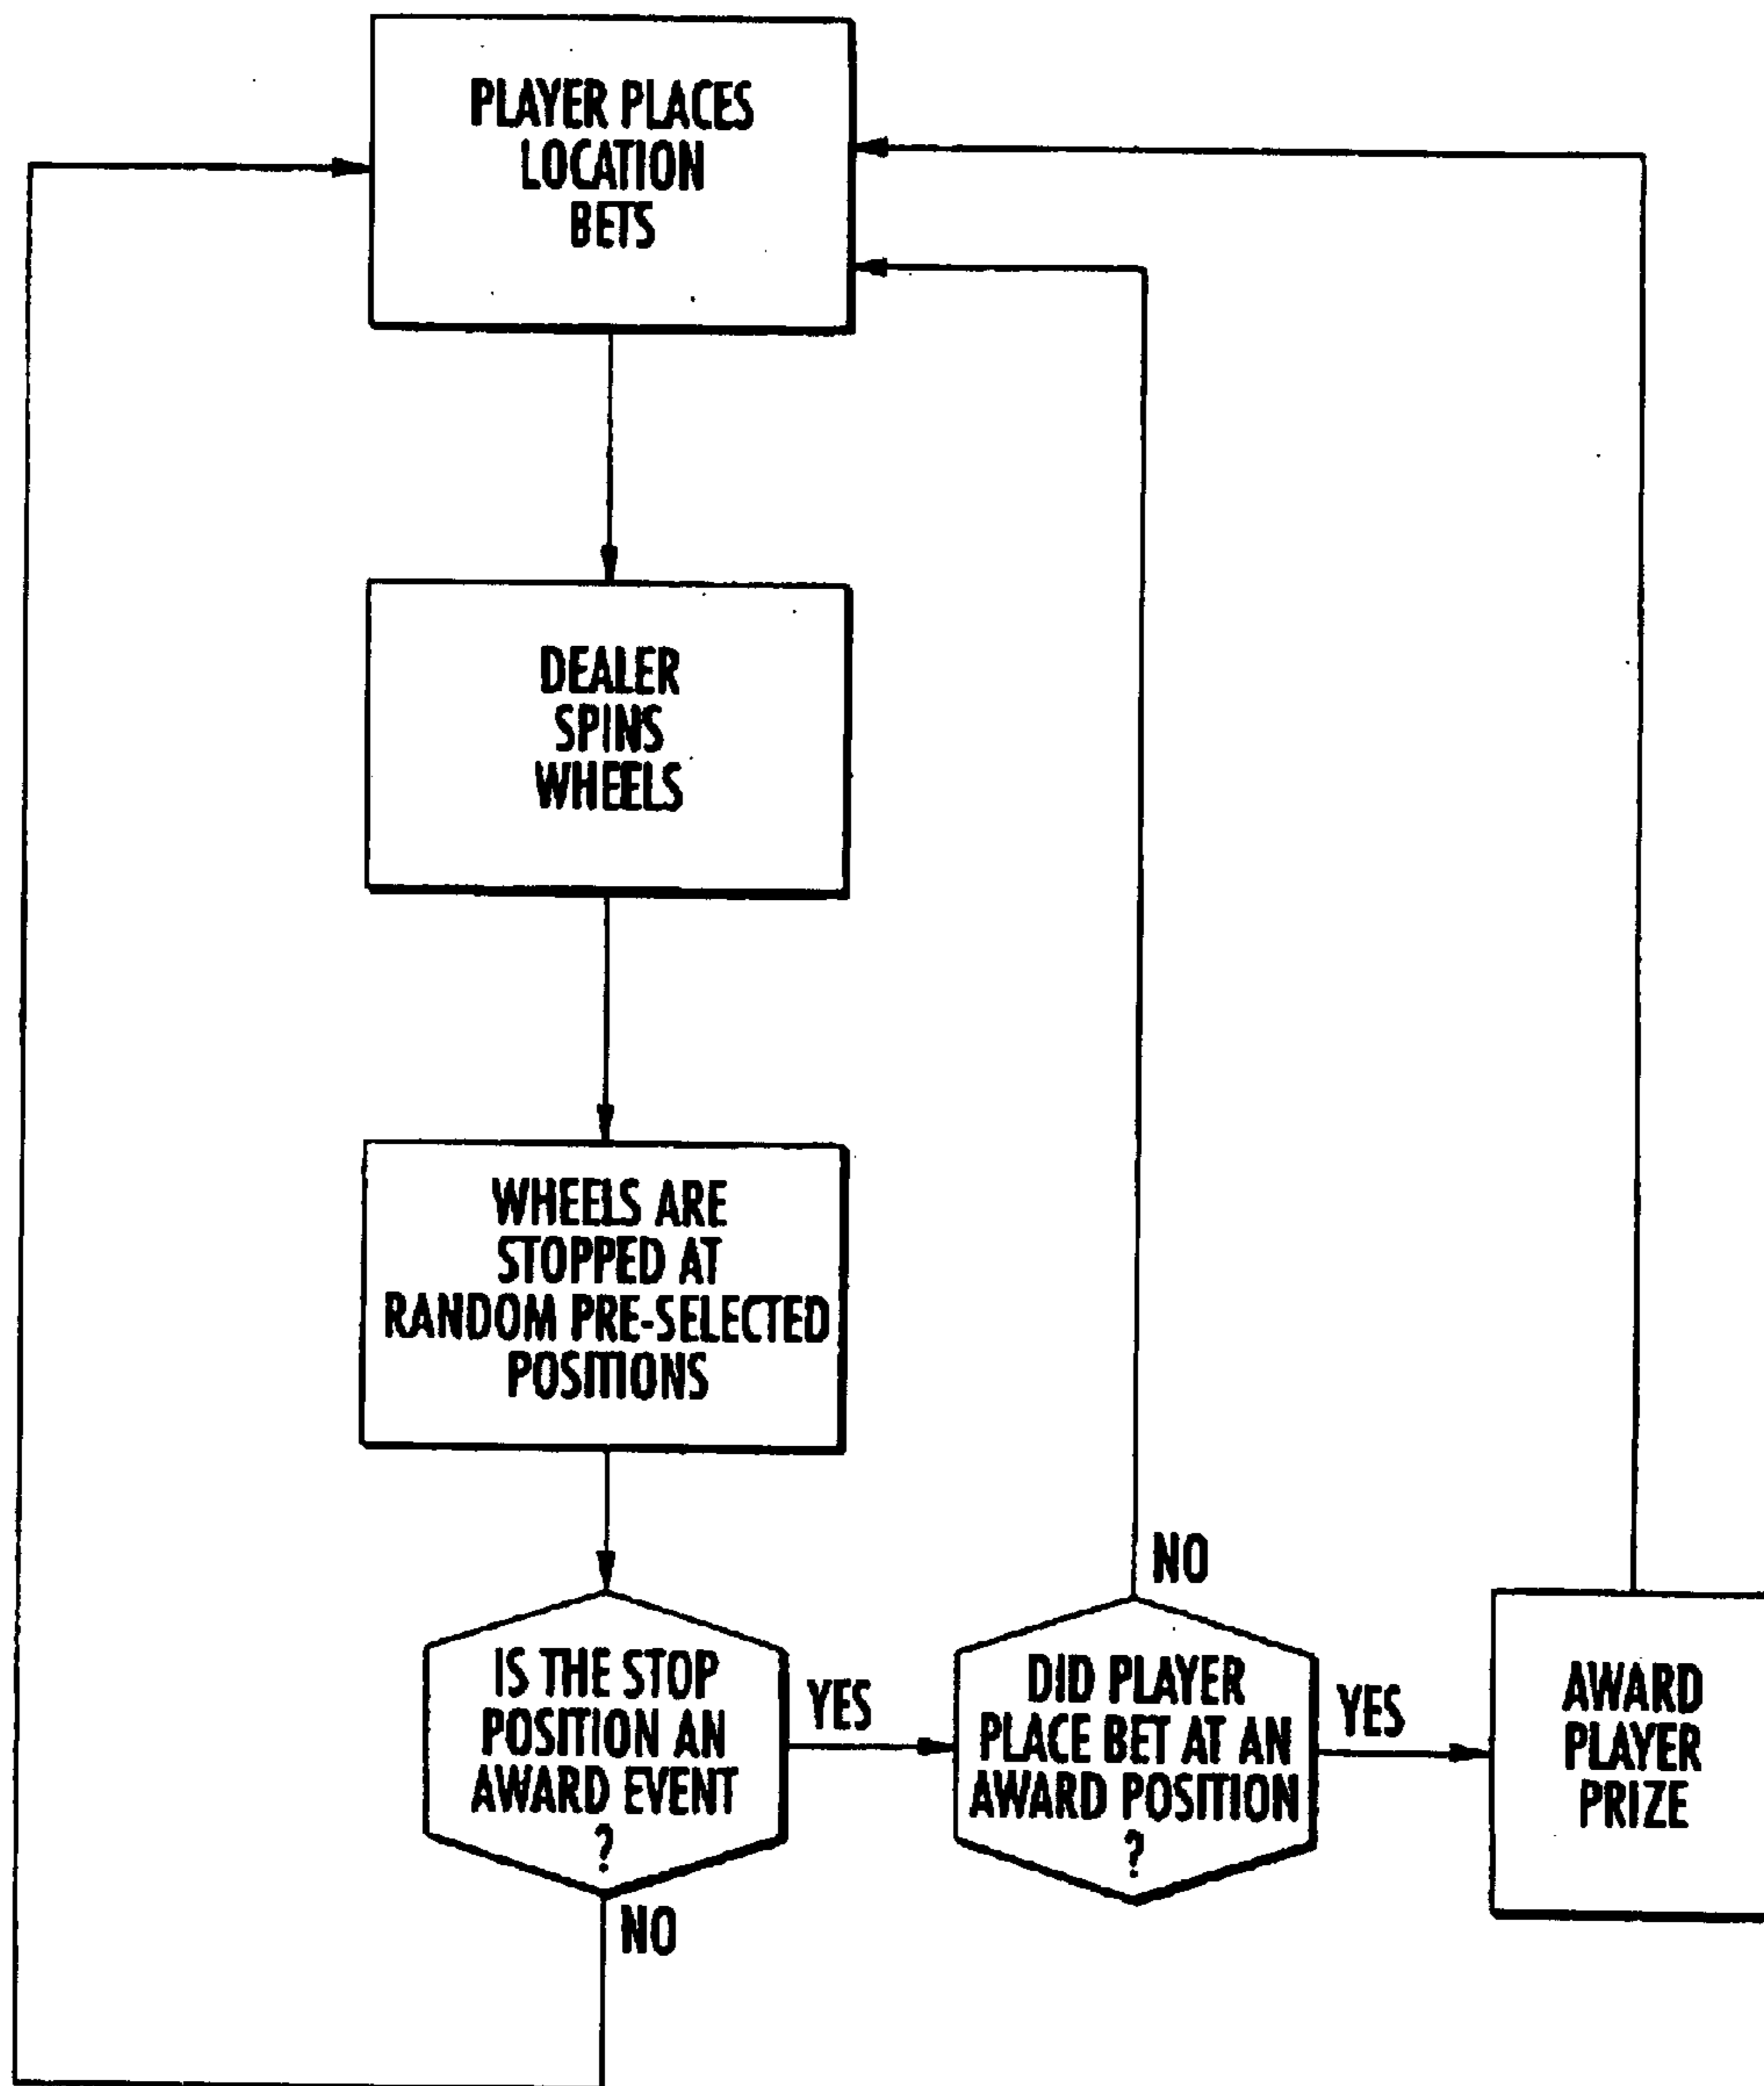 PLAYER PLACES
LOCATION
BETS
DEALER
SPINS
WHEELS
WHEELS ARE
STOPPED AT
RANDOM PRE-SELECTED
POSITIONS
IS THE STOP
POSITION AN
AWARD EVENT
?
YES
NO
DID PLAYER
PLACE BET AT AN
AWARD POSITION
?
NO
YES
AWARD
PLAYER
PRIZE